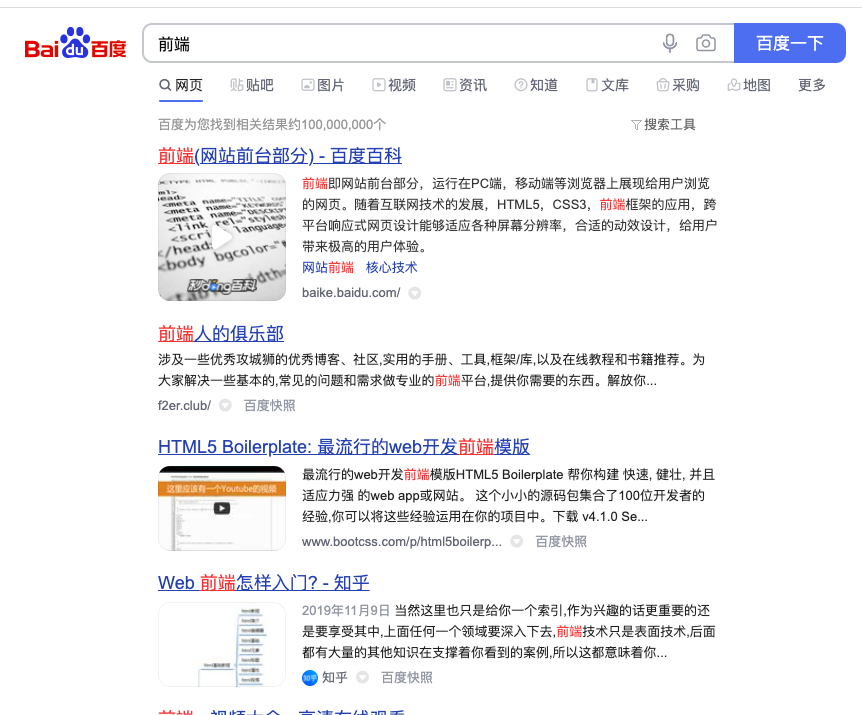 Bai du 百度
前端
百度一下
网页 贴吧 图片 视频 资讯 知道 文库 采购 地图 更多
百度为您找到相关结果约100,000,000个 搜索工具
前端(网站前台部分) - 百度百科
前端即网站前台部分，运行在PC端，移动端等浏览器上展现给用户浏览
的网页。随着互联网技术的发展，HTML5，CSS3，前端框架的应用，跨
平台响应式网页设计能够适应各种屏幕分辨率，合适的动效设计，给用户
带来极高的用户体验。
网站前端 核心技术
秒dong百科
baike.baidu.com/
前端人的俱乐部
涉及一些优秀攻城狮的优秀博客、社区,实用的手册、工具,框架/库,以及在线教程和书籍推荐。为
大家解决一些基本的,常见的问题和需求做专业的前端平台,提供你需要的东西。解放你...
f2er.club/ 百度快照
HTML5 Boilerplate: 最流行的web开发前端模版
这里应该有一个Youtube的视频
最流行的web开发前端模版HTML5 Boilerplate 帮你构建 快速, 健壮, 并且
适应力强 的web app或网站。 这个小小的源码包集合了100位开发者的
经验,你可以将这些经验运用在你的项目中。下载 v4.1.0 Se...
www.bootcss.com/p/html5boilerp... 百度快照
Web 前端怎样入门? - 知乎
2019年11月9日 当然这里也只是给你一个索引,作为兴趣的话更重要的还
是要享受其中,上面任何一个领域要深入下去,前端技术只是表面技术,后面
都有大量的其他知识在支撑着你看到的案例,所以这都意味着你...
知乎 知乎 百度快照